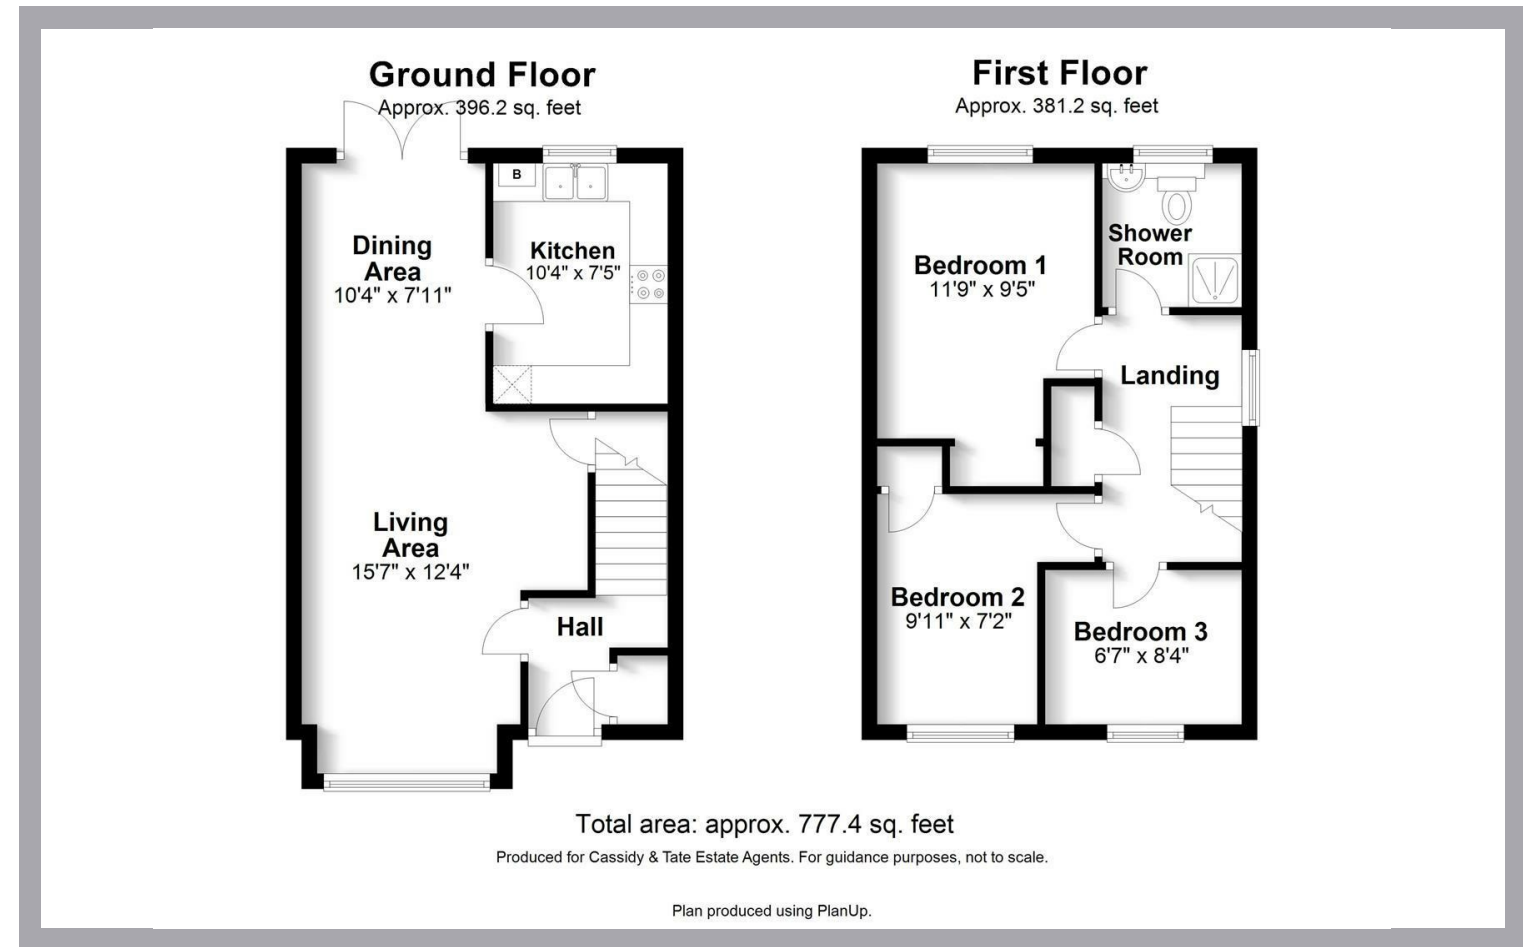 Ground Floor
Approx. 396.2 sq. feet
B
Dining
Area
10'4" x 7'11"
Kitchen
10'4" x 7'5"
Living
Area
15'7" x 12'4"
Hall
First Floor
Approx. 381.2 sq. feet
Bedroom 1
11'9" x 9'5"
Shower
Room
Landing
Bedroom 2
9'11" x 7'2"
Bedroom 3
6'7" x 8'4"
Total area: approx. 777.4 sq. feet
Produced for Cassidy & Tate Estate Agents. For guidance purposes, not to scale.
Plan produced using PlanUp.